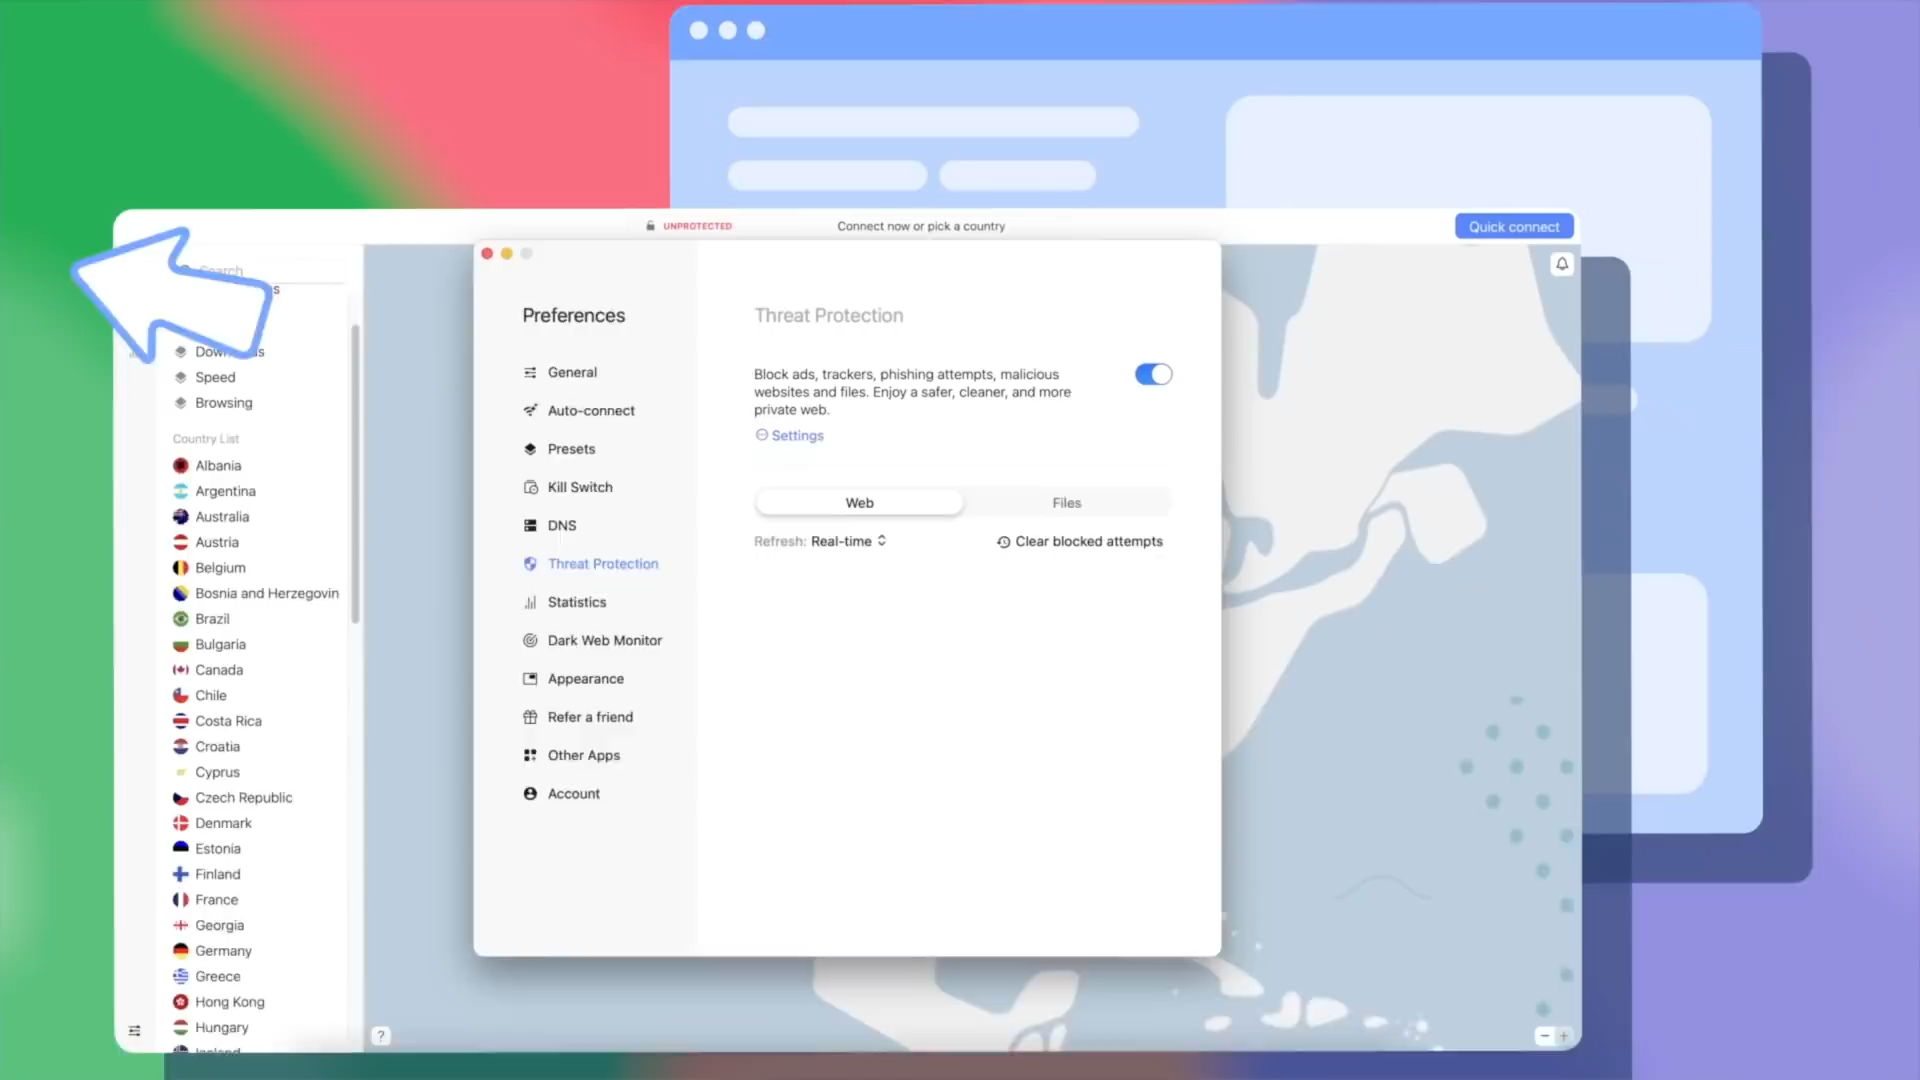 UNPROTECTED
Connect now or pick a country
Quick connect
Search
Speed
Browsing
Country List
Albania
Argentina
Australia
Austria
Belgium
Bosnia and Herzegovin
Brazil
Bulgaria
Canada
Chile
Costa Rica
Croatia
Cyprus
Czech Republic
Denmark
Estonia
Finland
France
Georgia
Germany
Greece
Hong Kong
Hungary
Preferences
General
Auto-connect
Presets
Kill Switch
DNS
Threat Protection
Statistics
Dark Web Monitor
Appearance
Refer a friend
Other Apps
Account
Threat Protection
Block ads, trackers, phishing attempts, malicious
websites and files. Enjoy a safer, cleaner, and more
private web.
Settings
Web
Files
Refresh: Real-time
Clear blocked attempts
?